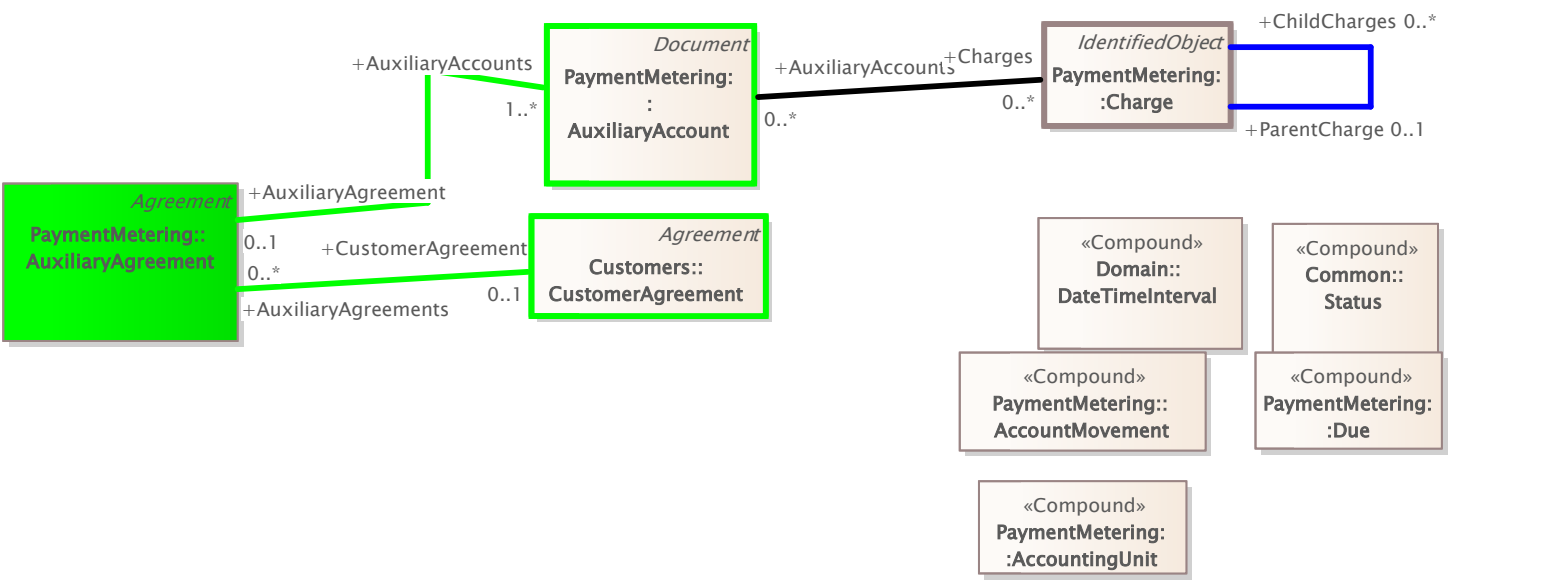 +ChildCharges 0..*
Document
IdentifiedObject
+AuxiliaryAccounts
+AuxiliaryAccounts
+Charges
PaymentMetering:
:
AuxiliaryAccount
PaymentMetering:
:Charge
1..*
0..*
0..*
+ParentCharge 0..1
+AuxiliaryAgreement
Agreement
PaymentMetering::
AuxiliaryAgreement
0..1
0..*
+CustomerAgreement
0..1
+AuxiliaryAgreements
Agreement
Customers::
CustomerAgreement
«Compound»
Domain::
DateTimeInterval
«Compound»
Common::
Status
«Compound»
PaymentMetering::
AccountMovement
«Compound»
PaymentMetering:
:Due
«Compound»
PaymentMetering:
:AccountingUnit